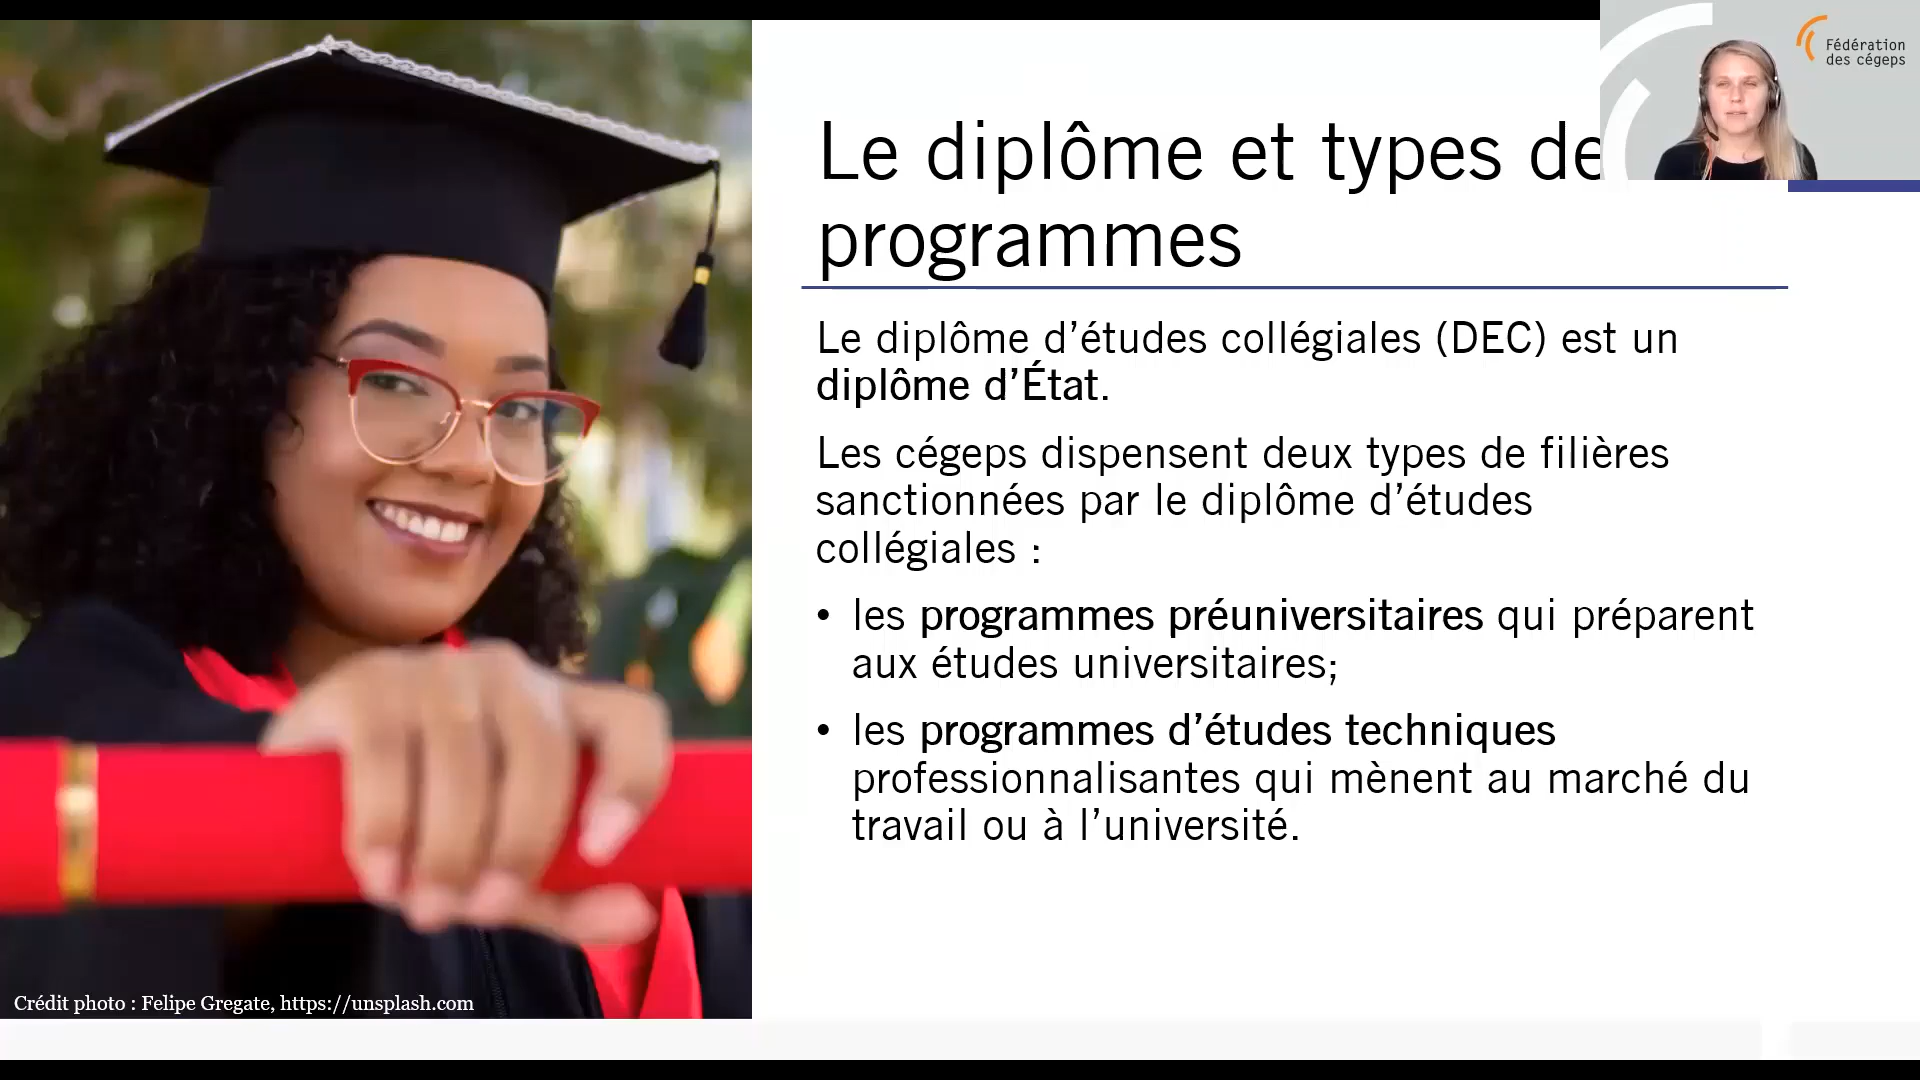 Fédération
des cégeps
Le diplôme et types de
programmes
Le diplôme d’études collégiales (DEC) est un
diplôme d’État.
Les cégeps dispensent deux types de filières
sanctionnées par le diplôme d’études
collégiales :
• les programmes préuniversitaires qui préparent
aux études universitaires;
• les programmes d’études techniques
professionnalisantes qui mènent au marché du
travail ou à l’université.
Crédit photo : Felipe Gregate, https://unsplash.com